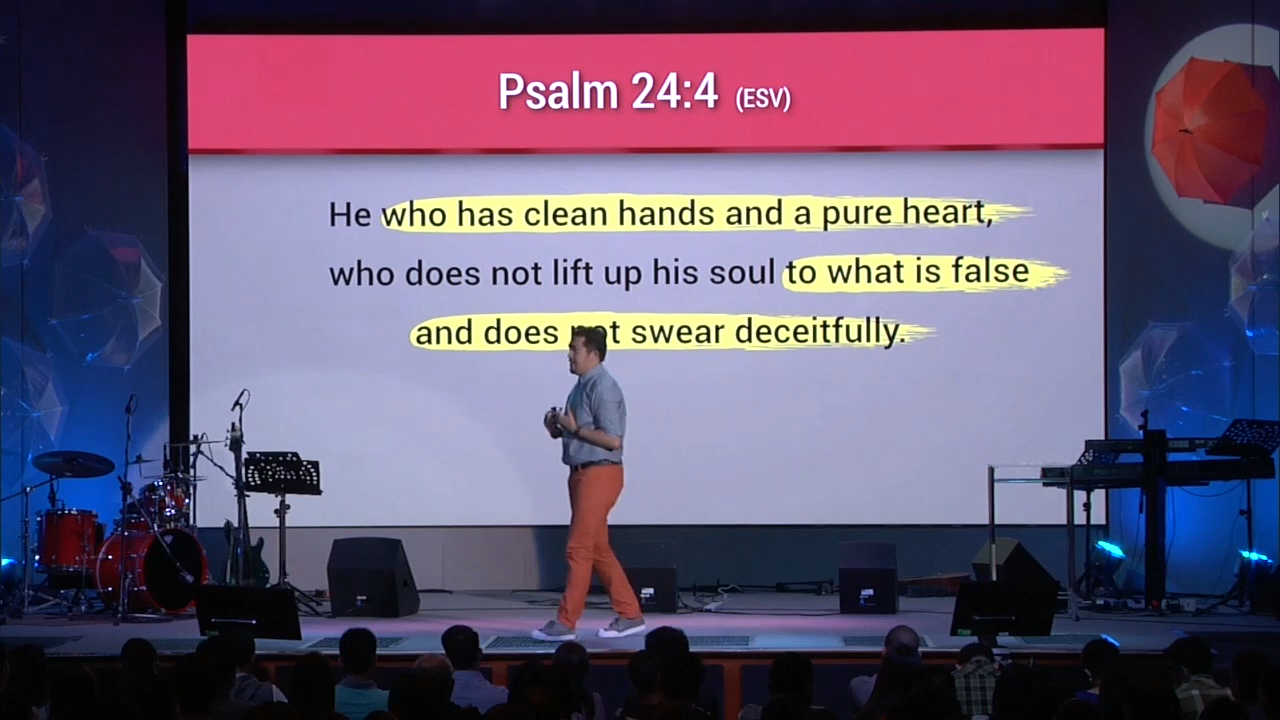 Psalm 24:4 (ESV)
He who has clean hands and a pure heart,
who does not lift up his soul to what is false
and does not swear deceitfully.